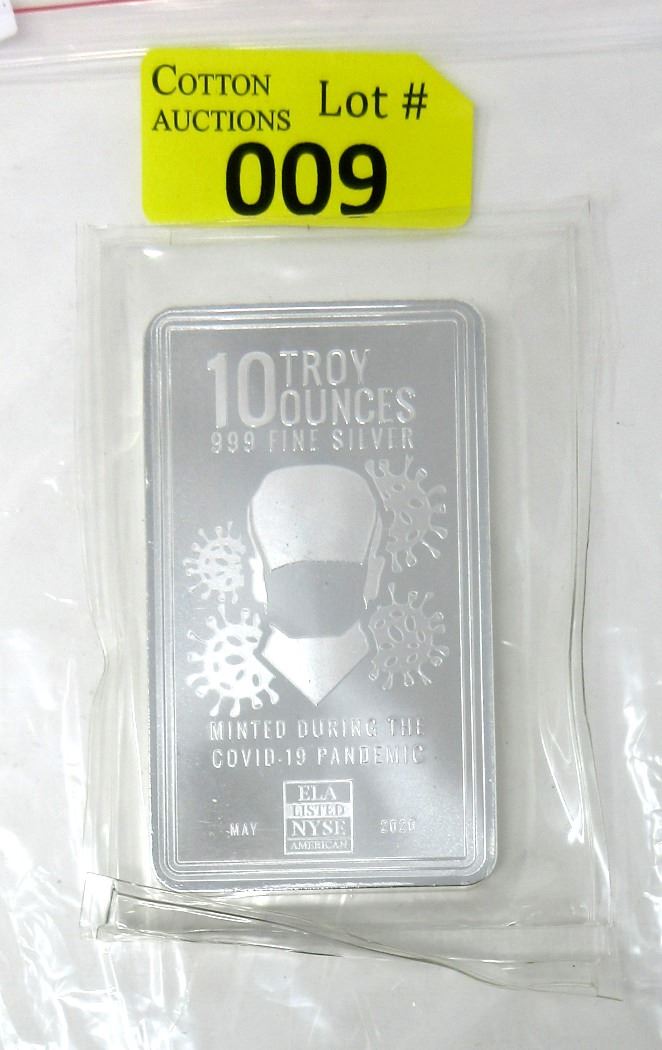 COTTON
AUCTIONS
Lot #
009
10 TROY
OUNCES
999 FINE SILVER
MINTED DURING THE
COVID-19 PANDEMIC
ELA
LISTED
MAY NYSE 2020
AMERICAN